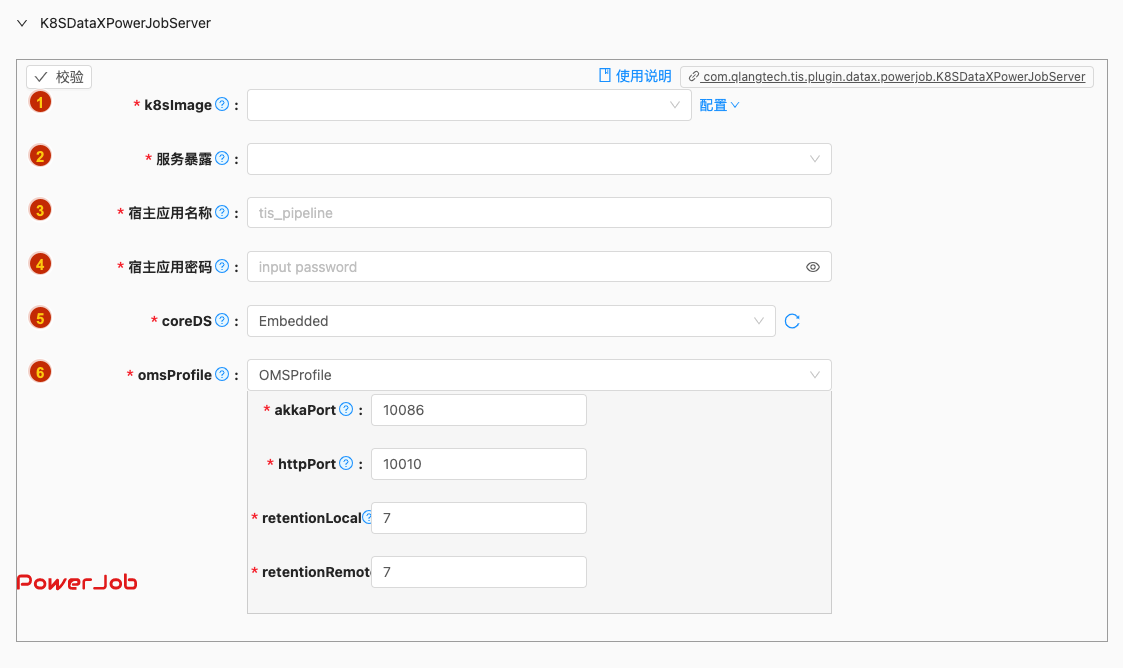 K8SDataXPowerJobServer
校验
使用说明 com.qlangtech.tis.plugin.datax.powerjob.K8SDataXPowerJobServer
1 * k8sImage ? : 配置
2 * 服务暴露 ? :
3 * 宿主应用名称 ? : tis_pipeline
4 * 宿主应用密码 ? : input password
5 * coreDS ? : Embedded
6 * omsProfile ? : OMSProfile
* akkaPort ? : 10086
* httpPort ? : 10010
* retentionLocal ? 7
* retentionRemot 7
PowerJob